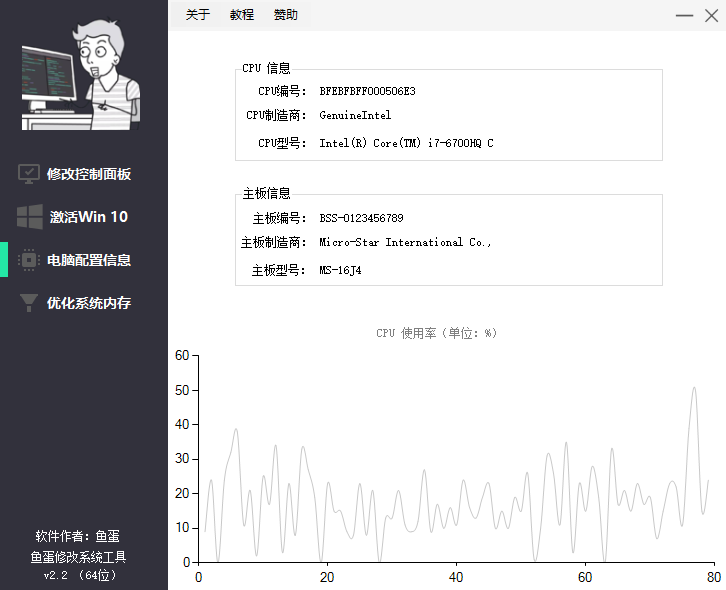 关于 教程 赞助
修改控制面板
激活Win 10
电脑配置信息
优化系统内存
软件作者：鱼蛋
鱼蛋修改系统工具
v2.2 （64位）
CPU 信息
CPU编号： BFEBFBFF000506E3
CPU制造商： GenuineIntel
CPU型号： Intel(R) Core(TM) i7-6700HQ C
主板信息
主板编号： BSS-0123456789
主板制造商： Micro-Star International Co.,
主板型号： MS-16J4
CPU 使用率（单位：%）
60
50
40
30
20
10
0
0 20 40 60 80